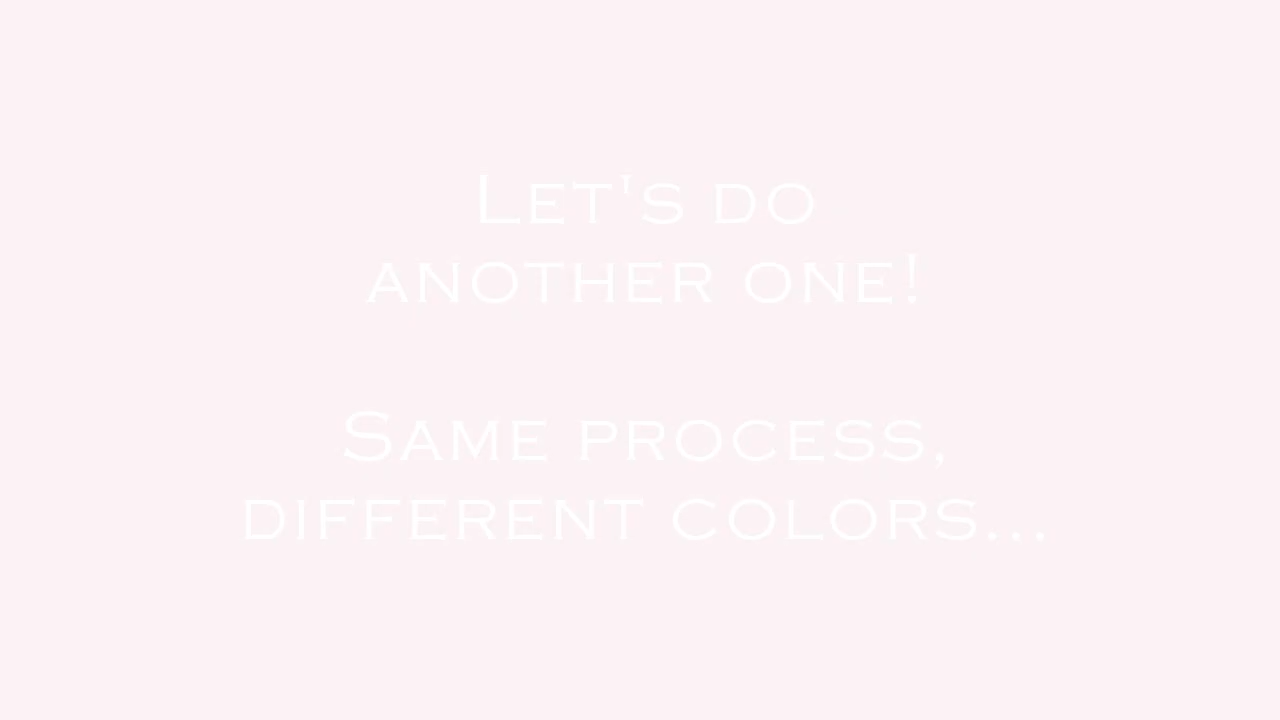 Let's do
another one!
Same process,
different colors...